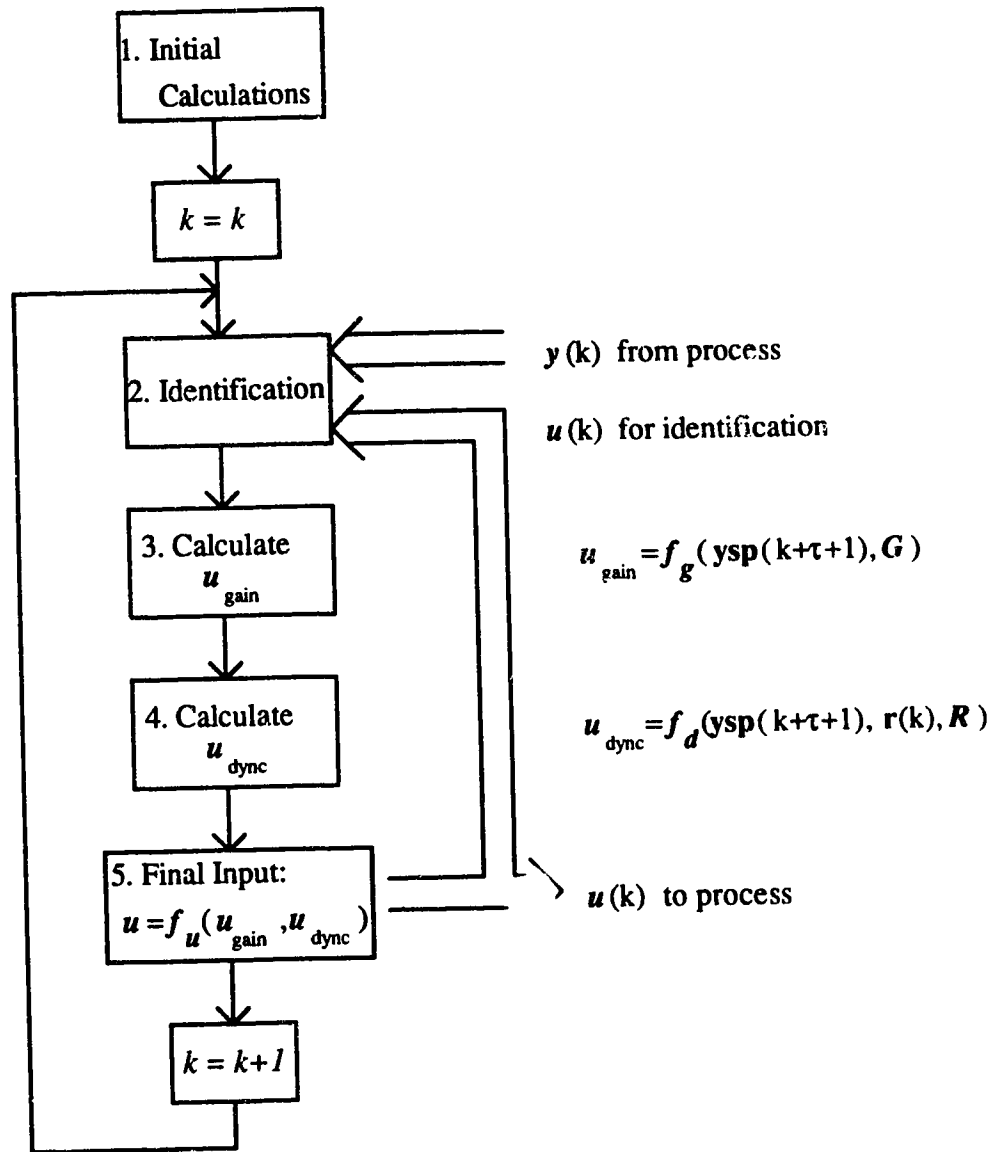 1. Initial
Calculations
k = k
2. Identification
y(k) from process
u(k) for identification
3. Calculate
u gain
u gain = f g (ysp(k+τ+1), G)
4. Calculate
u dync
u dync = f d (ysp(k+τ+1), r(k), R)
5. Final Input:
u = f u (u gain , u dync )
u(k) to process
k = k+1